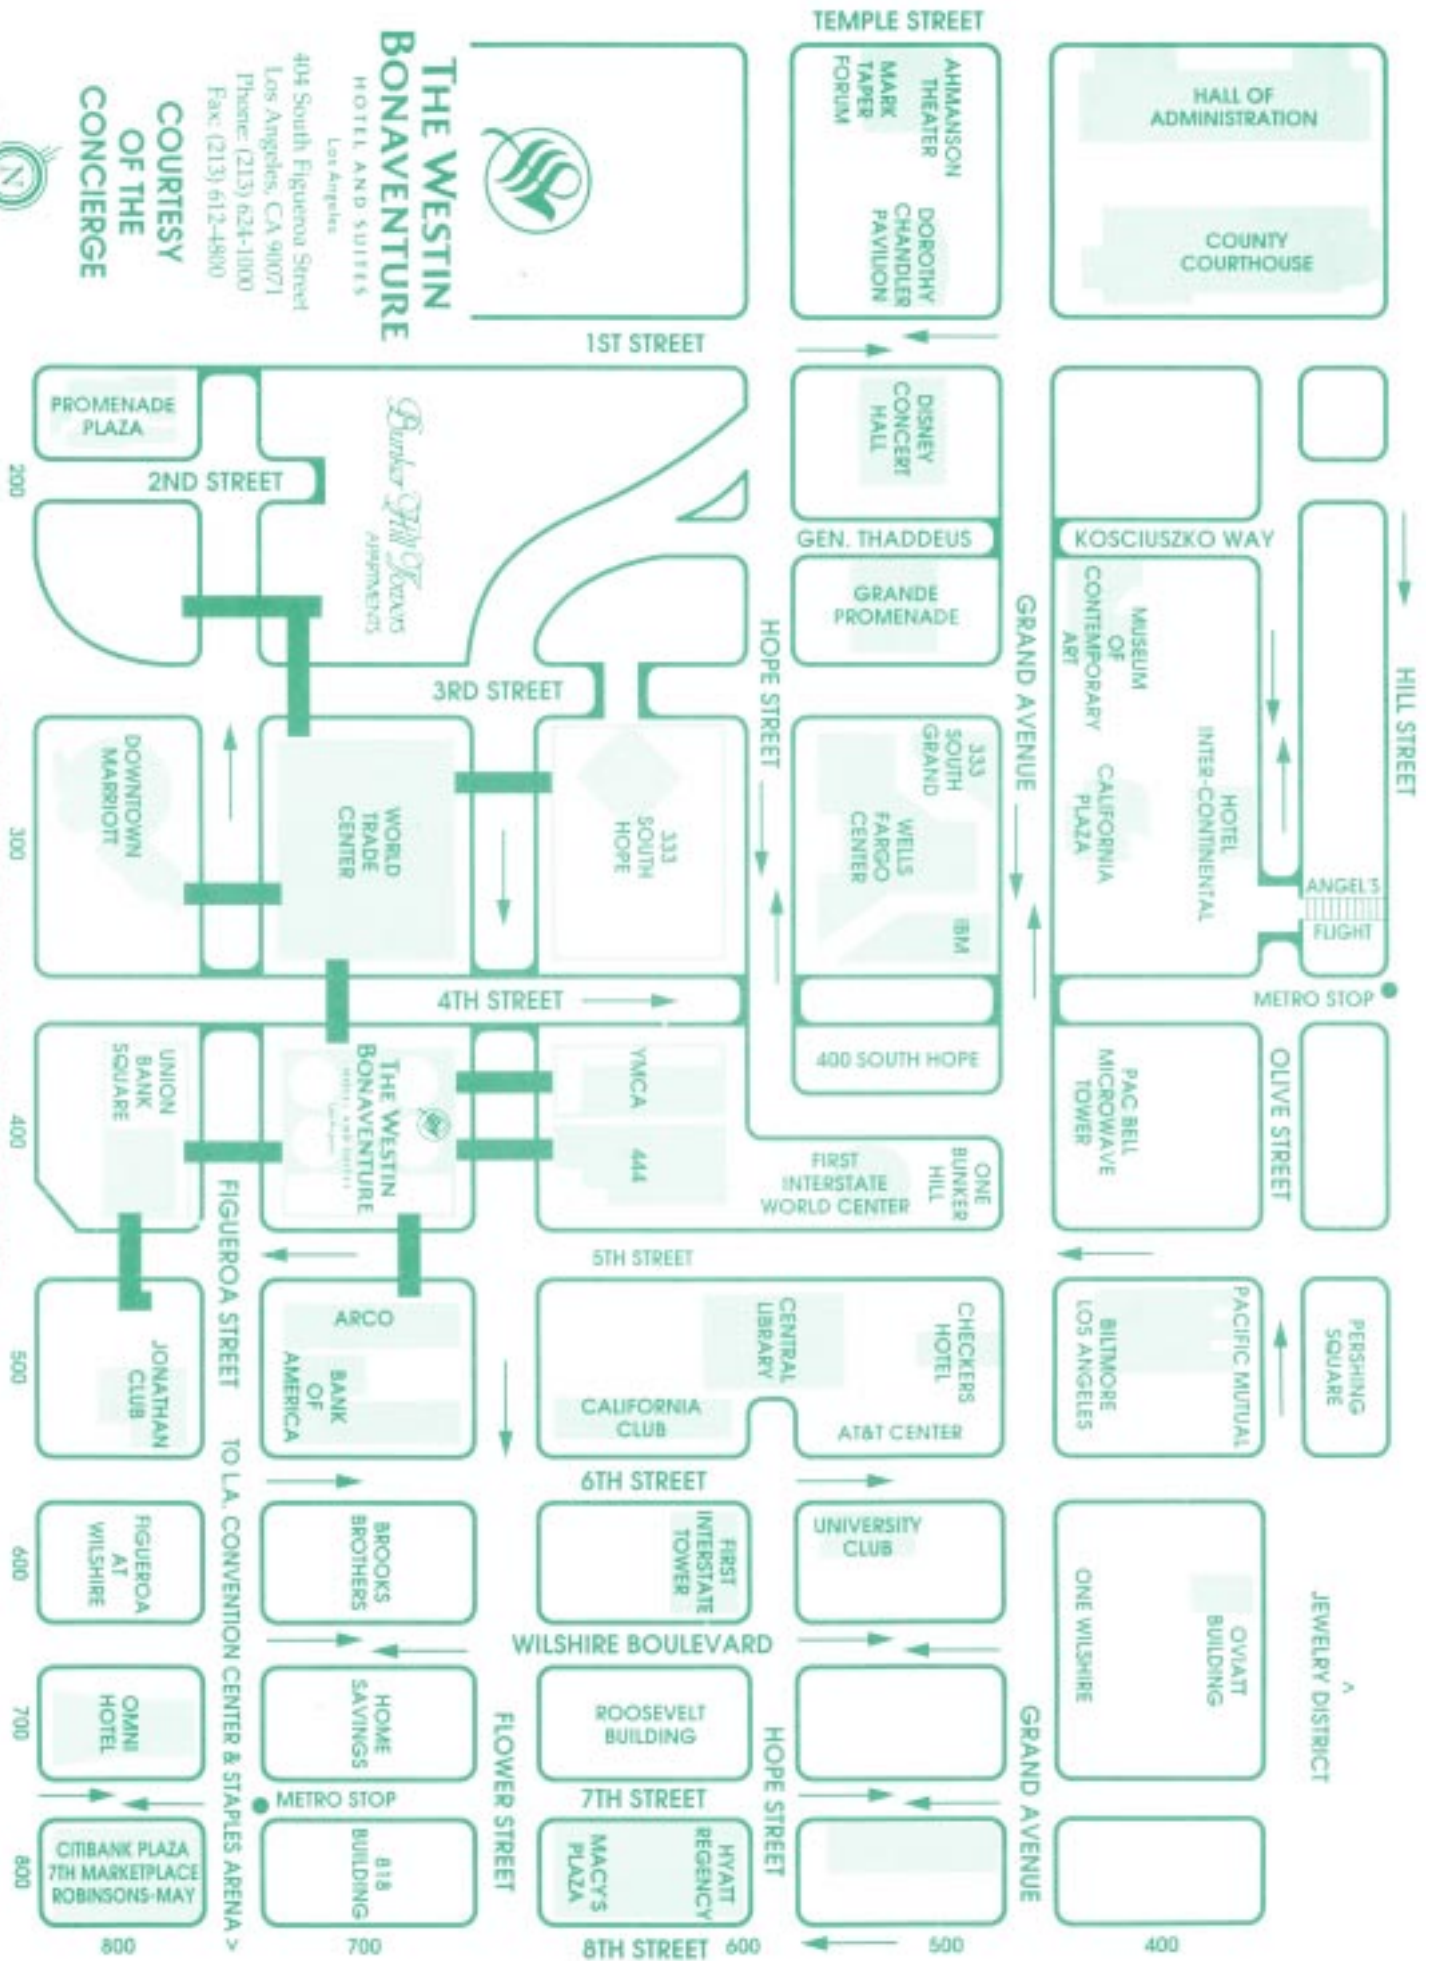 TEMPLE STREET
HALL OF
ADMINISTRATION
COUNTY
COURTHOUSE
AHMANSON
THEATER
MARK
TAPER
FORUM
DOROTHY
CHANDLER
PAVILION
THE WESTIN
BONAVENTURE
HOTEL AND SUITES
Los Angeles
404 South Figueroa Street
Los Angeles, CA 90071
Phone: (213) 624-1000
Fax: (213) 612-4800
COURTESY
OF THE
CONCIERGE
N
1ST STREET
PROMENADE
PLAZA
2ND STREET
200
Bunker Hill Towers
APARTMENTS
DISNEY
CONCERT
HALL
GEN. THADDEUS
KOSCIUSZKO WAY
GRANDE
PROMENADE
MUSEUM
OF
CONTEMPORARY
ART
HILL STREET
GRAND AVENUE
HOPE STREET
3RD STREET
DOWNTOWN
MARRIOTT
300
WORLD
TRADE
CENTER
333
SOUTH
HOPE
333
SOUTH
GRAND
WELLS
FARGO
CENTER
IBM
CALIFORNIA
PLAZA
HOTEL
INTER-CONTINENTAL
ANGEL'S
FLIGHT
METRO STOP
4TH STREET
UNION
BANK
SQUARE
400
THE WESTIN
BONAVENTURE
YMCA
444
400 SOUTH HOPE
FIRST
INTERSTATE
WORLD CENTER
ONE
BUNKER
HILL
PAC BELL
MICROWAVE
TOWER
OLIVE STREET
FIGUEROA STREET
5TH STREET
JONATHAN
CLUB
500
ARCO
BANK
OF
AMERICA
CENTRAL
LIBRARY
CALIFORNIA
CLUB
CHECKERS
HOTEL
AT&T CENTER
PACIFIC MUTUAL
BILTMORE
LOS ANGELES
PERSHING
SQUARE
6TH STREET
TO L.A. CONVENTION CENTER & STAPLES ARENA >
FIGUEROA
AT
WILSHIRE
600
BROOKS
BROTHERS
FIRST
INTERSTATE
TOWER
UNIVERSITY
CLUB
ONE WILSHIRE
OVIATT
BUILDING
JEWELRY DISTRICT
^
WILSHIRE BOULEVARD
OMNI
HOTEL
700
HOME
SAVINGS
FLOWER STREET
ROOSEVELT
BUILDING
HOPE STREET
GRAND AVENUE
METRO STOP
7TH STREET
CITIBANK PLAZA
7TH MARKETPLACE
ROBINSONS-MAY
800
818
BUILDING
MACY'S
PLAZA
HYATT
REGENCY
8TH STREET
800
700
600
500
400